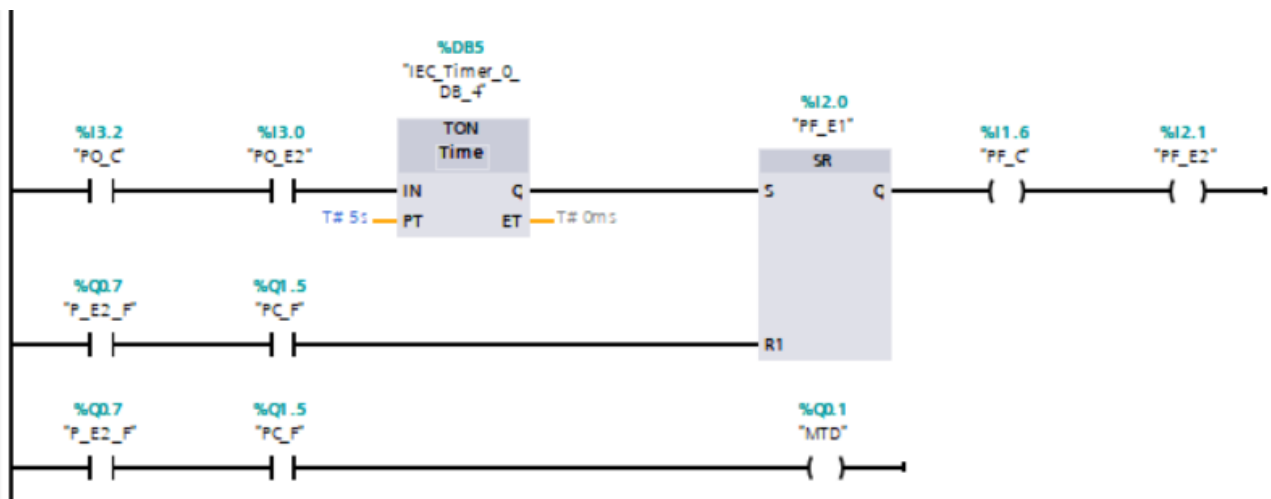 %DB5
"IEC_Timer_0_
DB_4"
%I3.2
"PO_C"
%I3.0
"PO_E2"
TON
Time
IN
Q
T# 5s
PT
ET
T# 0ms
%I2.0
"PF_E1"
SR
S
Q
R1
%I1.6
"PF_C"
%I2.1
"PF_E2"
%Q0.7
"P_E2_F"
%Q1.5
"PC_F"
%Q0.7
"P_E2_F"
%Q1.5
"PC_F"
%Q0.1
"MTD"